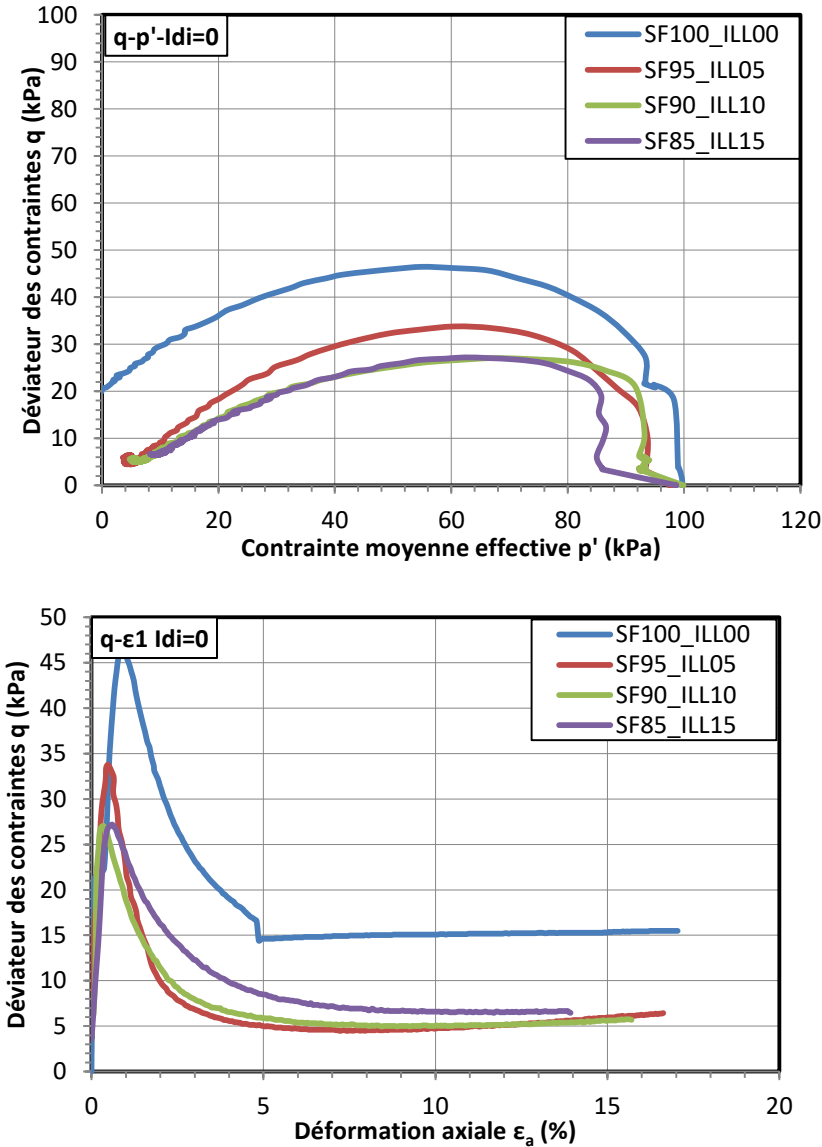 100
90
80
70
60
50
40
30
20
10
0
Déviateur des contraintes q (kPa)
q-p'-Idi=0
SF100_ILL00
SF95_ILL05
SF90_ILL10
SF85_ILL15
0 20 40 60 80 100 120
Contrainte moyenne effective p' (kPa)
50
45
40
35
30
25
20
15
10
5
0
Déviateur des contraintes q (kPa)
q-ε1 Idi=0
SF100_ILL00
SF95_ILL05
SF90_ILL10
SF85_ILL15
0 5 10 15 20
Déformation axiale εa (%)